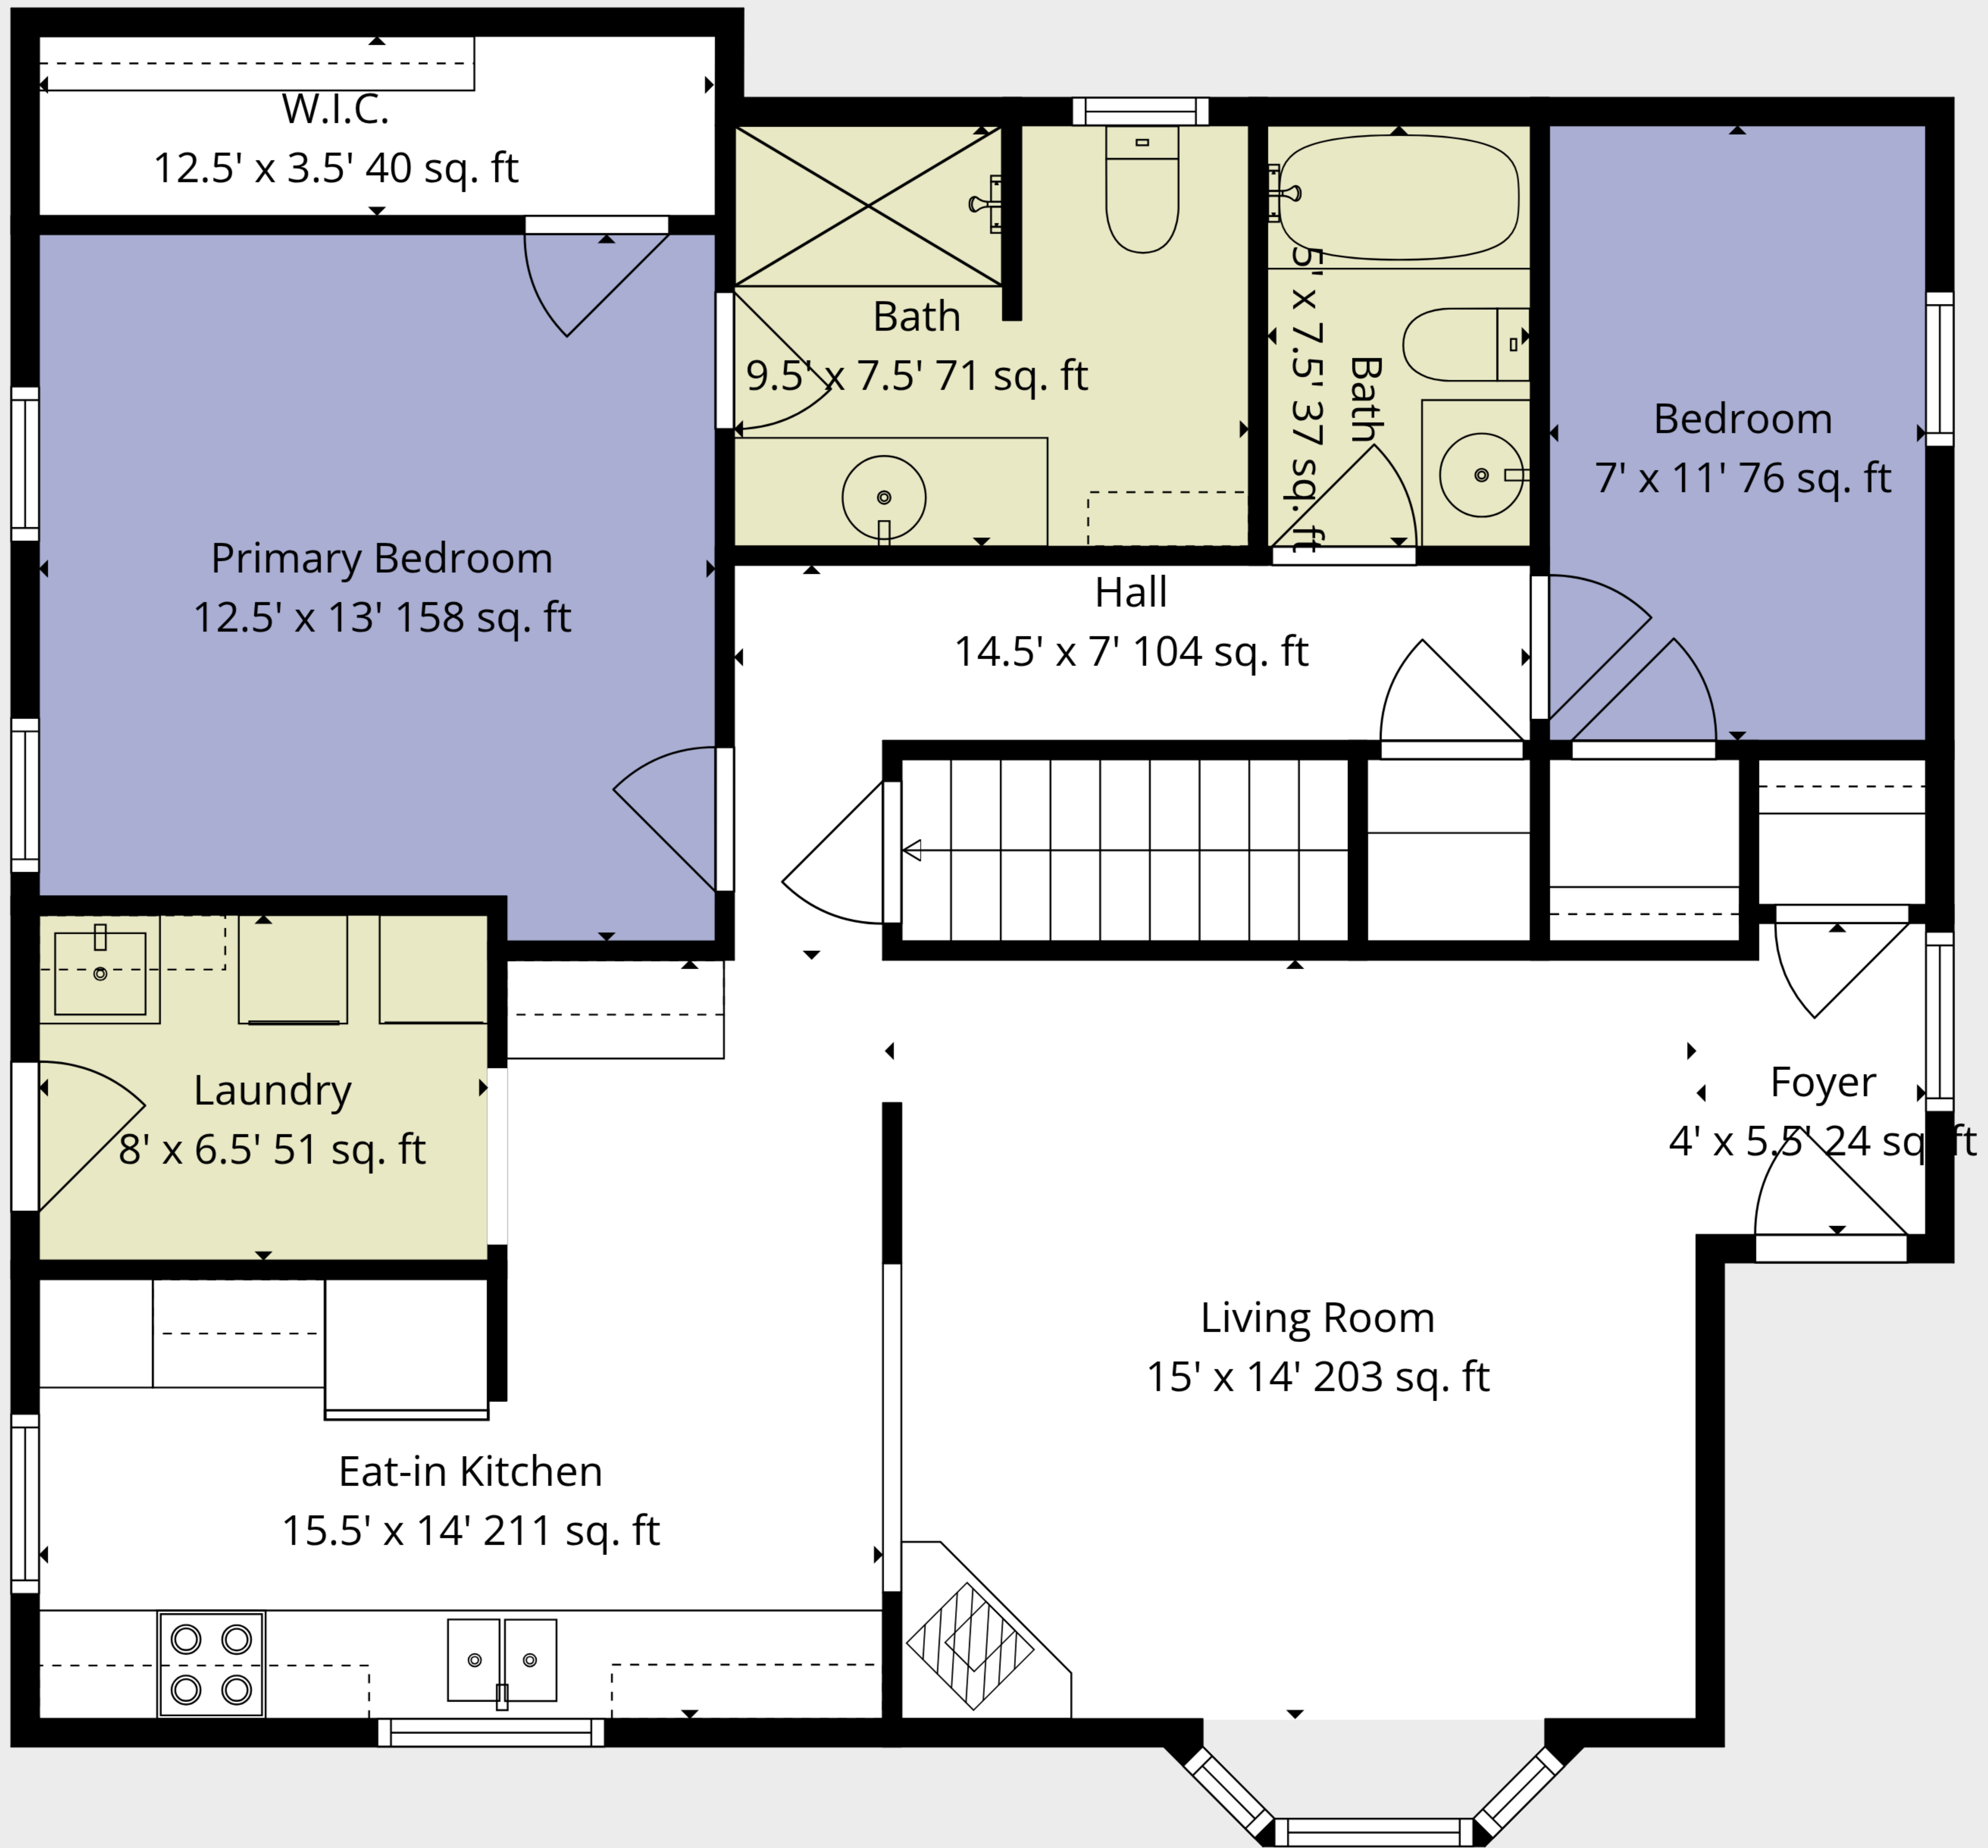 W.I.C.
12.5' x 3.5' 40 sq. ft
Bath
9.5' x 7.5' 71 sq. ft
Bath
5' x 7.5' 37 sq. ft
Bedroom
7' x 11' 76 sq. ft
Primary Bedroom
12.5' x 13' 158 sq. ft
Hall
14.5' x 7' 104 sq. ft
Laundry
8' x 6.5' 51 sq. ft
Foyer
4' x 5.5' 24 sq. ft
Living Room
15' x 14' 203 sq. ft
Eat-in Kitchen
15.5' x 14' 211 sq. ft